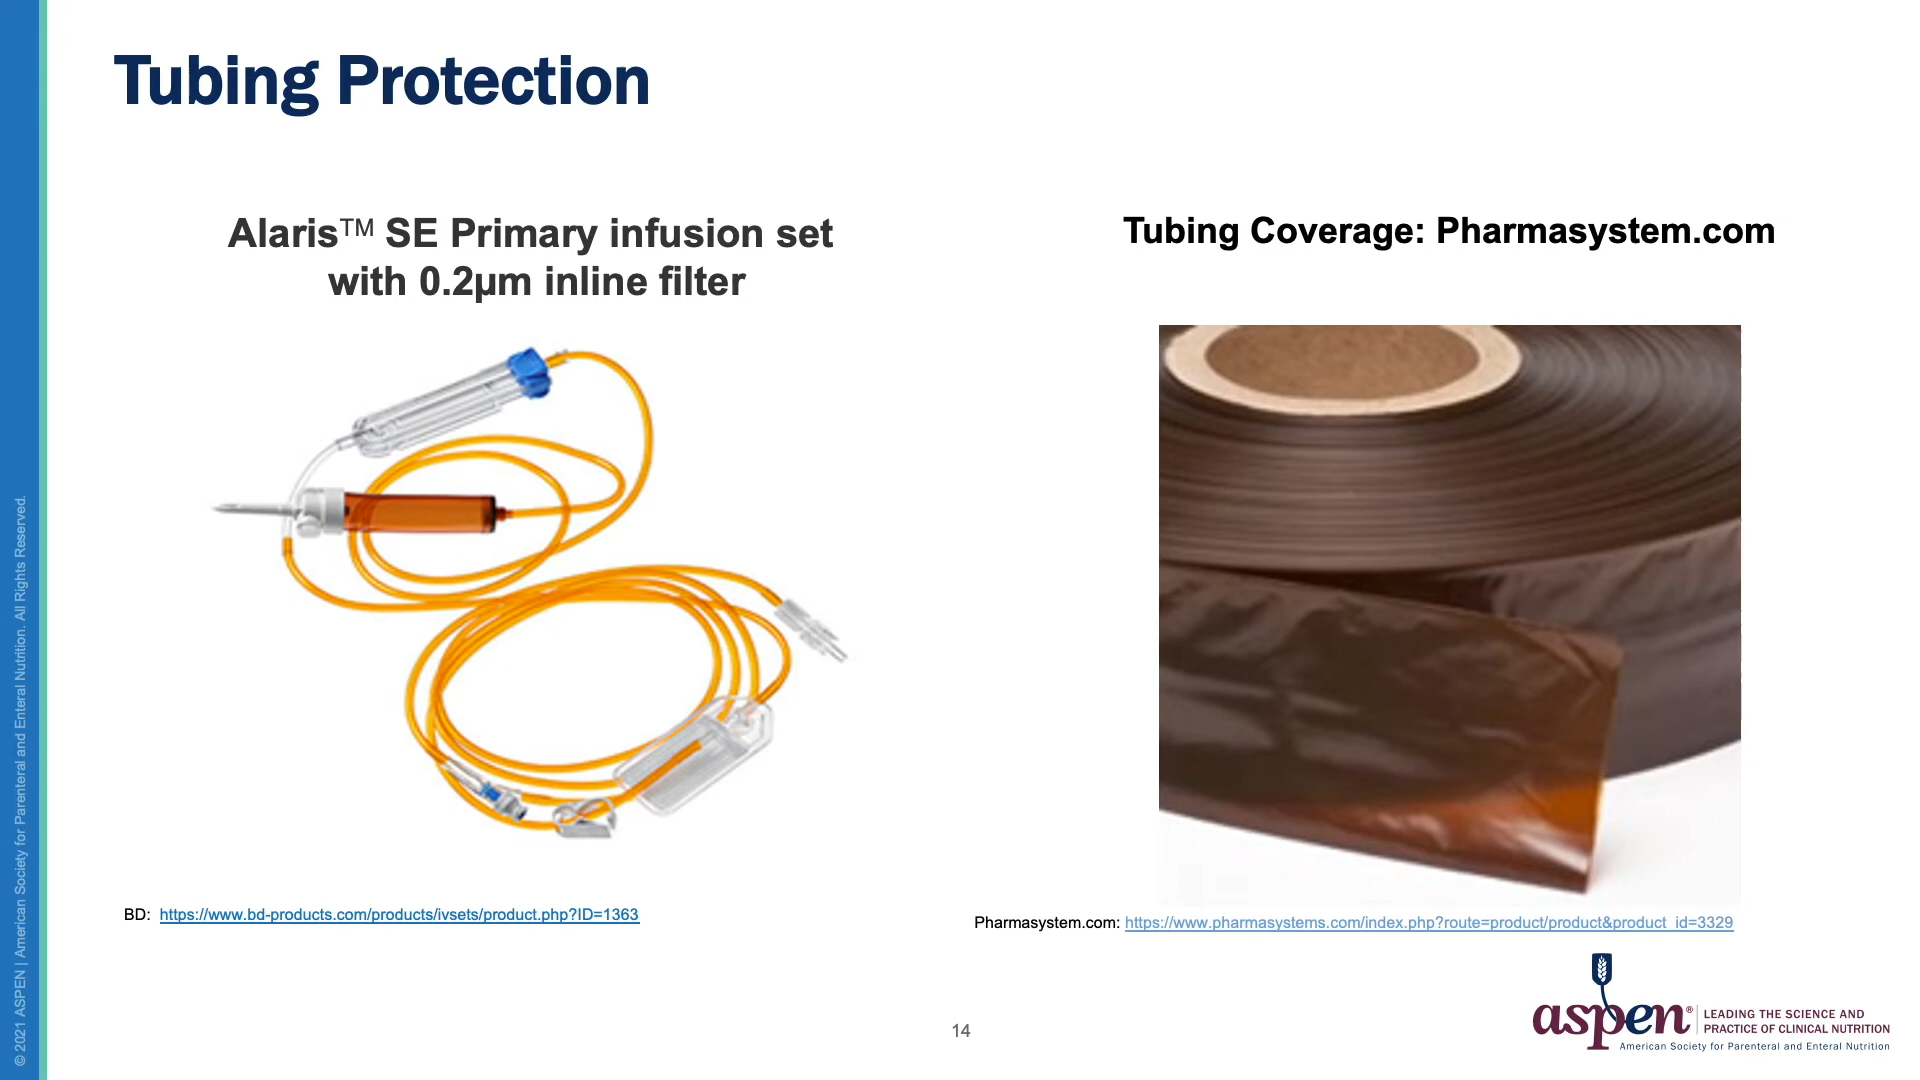 Tubing Protection
Alaris™ SE Primary infusion set
with 0.2µm inline filter
Tubing Coverage: Pharmasystem.com
BD: https://www.bd-products.com/products/ivsets/product.php?ID=1363
Pharmasystem.com: https://www.pharmasystems.com/index.php?route=product/product&product_id=3329
14
aspen® LEADING THE SCIENCE AND
PRACTICE OF CLINICAL NUTRITION
American Society for Parenteral and Enteral Nutrition
© 2021 ASPEN | American Society for Parenteral and Enteral Nutrition. All Rights Reserved.